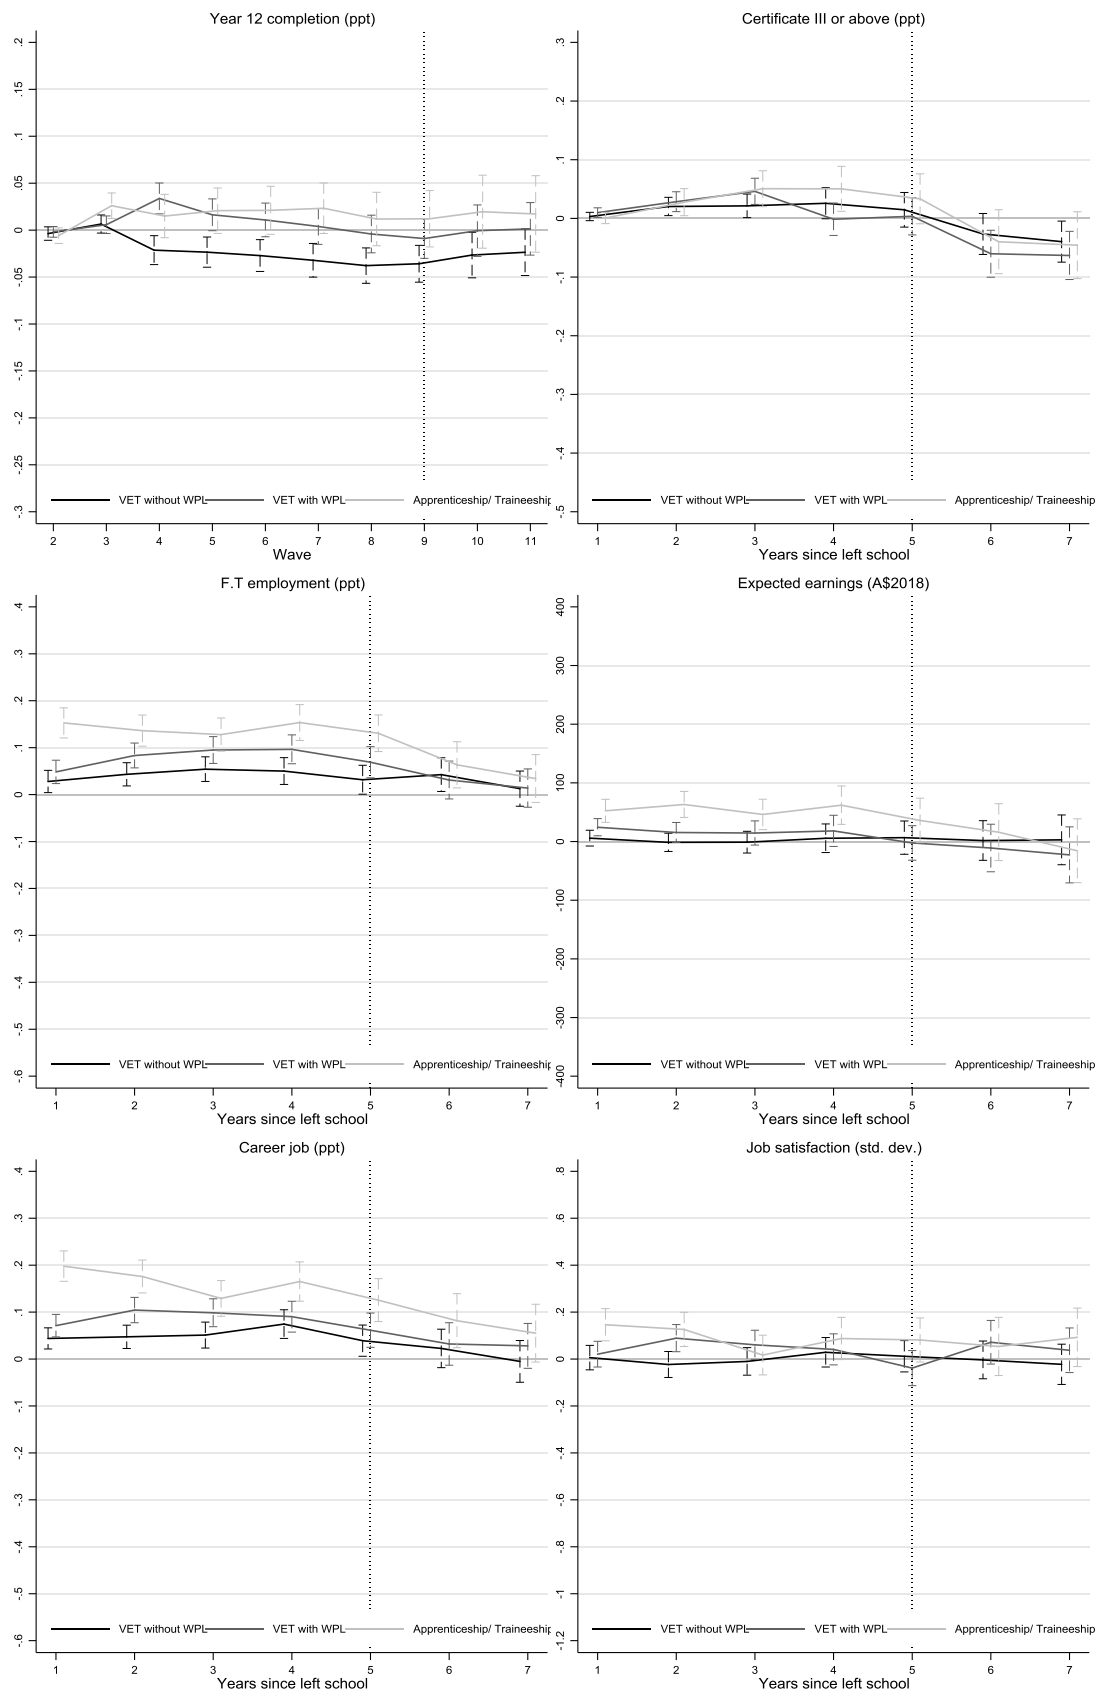 Year 12 completion (ppt)
.2
.15
.1
.05
0
-.05
-.1
-.15
-.2
-.25
-.3
VET without WPL VET with WPL Apprenticeship/ Traineeship
2 3 4 5 6 7 8 9 10 11
Wave
Certificate III or above (ppt)
.3
.2
.1
0
-.1
-.2
-.3
-.4
-.5
VET without WPL VET with WPL Apprenticeship/ Traineeship
1 2 3 4 5 6 7
Years since left school
F.T employment (ppt)
.4
.3
.2
.1
0
-.1
-.2
-.3
-.4
-.5
-.6
VET without WPL VET with WPL Apprenticeship/ Traineeship
1 2 3 4 5 6 7
Years since left school
Expected earnings (A$2018)
400
300
200
100
0
-100
-200
-300
-400
VET without WPL VET with WPL Apprenticeship/ Traineeship
1 2 3 4 5 6 7
Years since left school
Career job (ppt)
.4
.3
.2
.1
0
-.1
-.2
-.3
-.4
-.5
-.6
VET without WPL VET with WPL Apprenticeship/ Traineeship
1 2 3 4 5 6 7
Years since left school
Job satisfaction (std. dev.)
.8
.6
.4
.2
0
-.2
-.4
-.6
-.8
-1
-1.2
VET without WPL VET with WPL Apprenticeship/ Traineeship
1 2 3 4 5 6 7
Years since left school